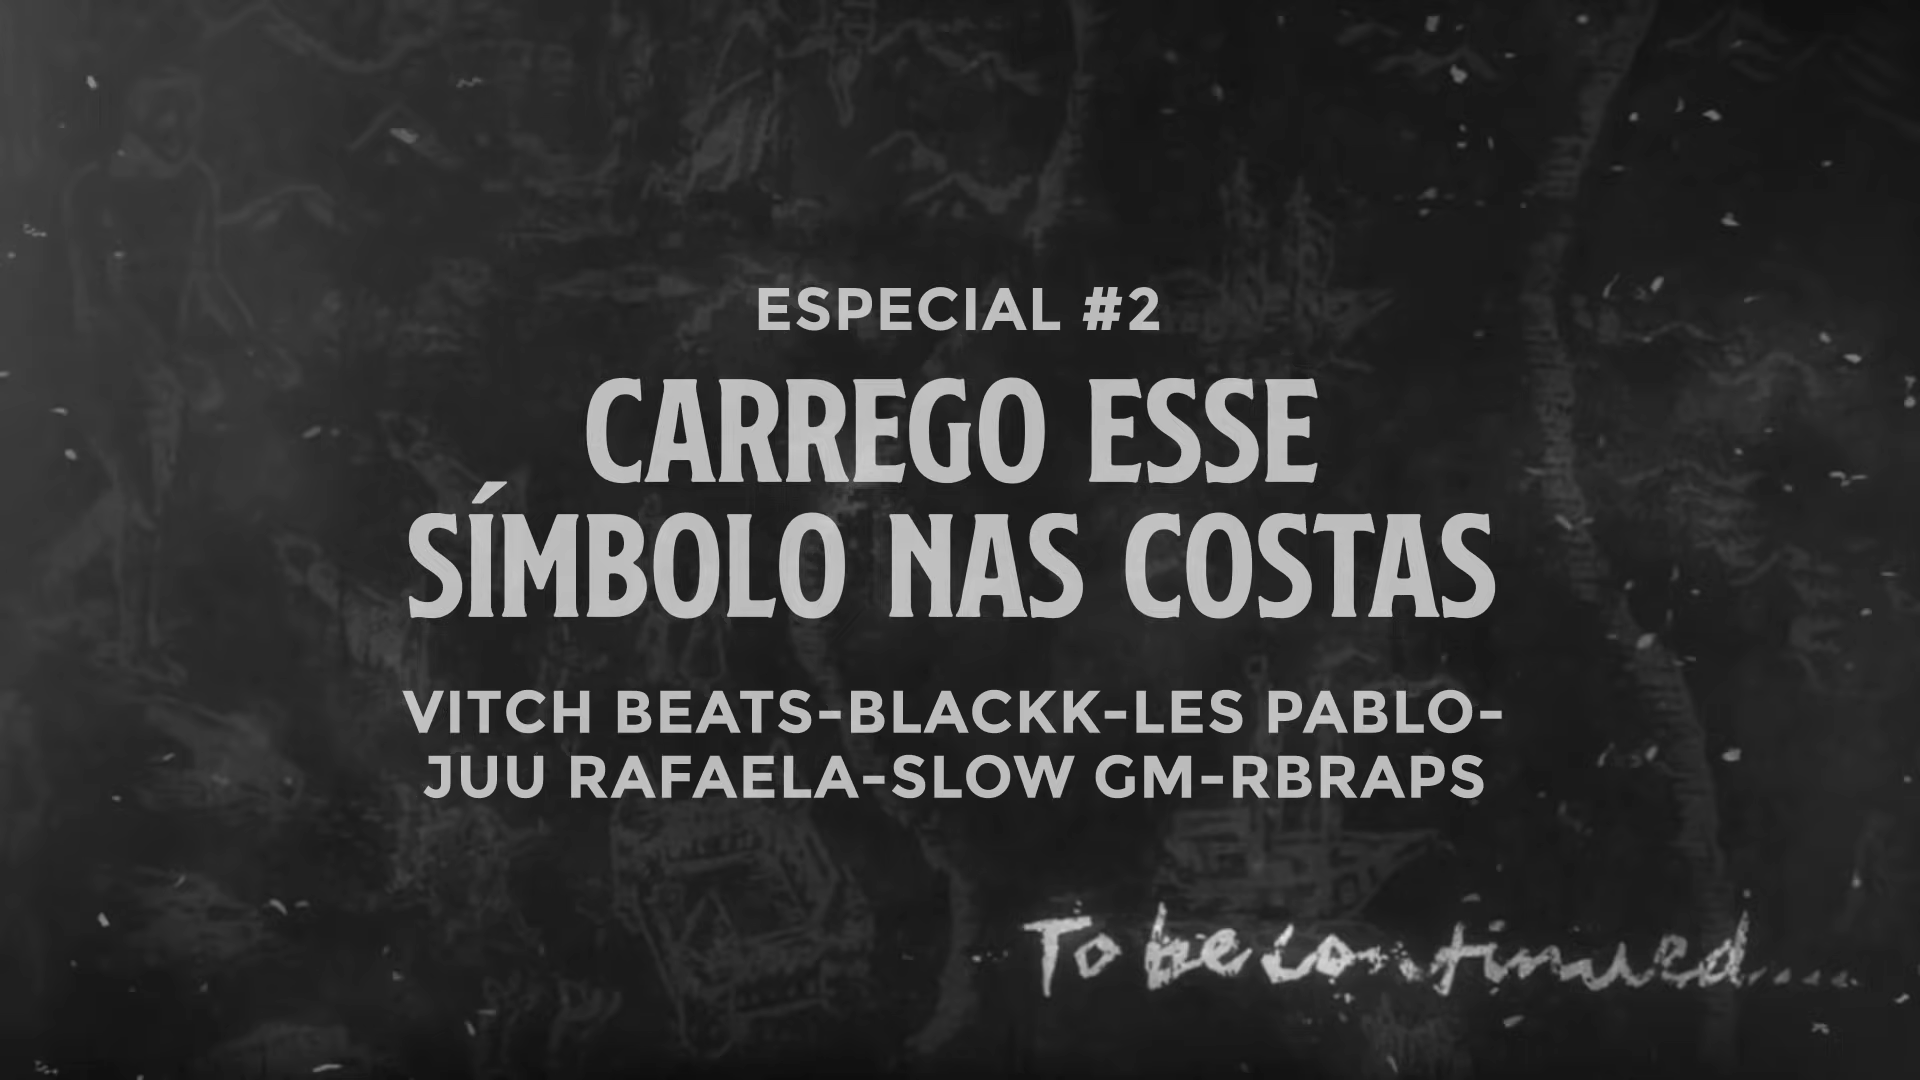 ESPECIAL #2
CARREGO ESSE
SÍMBOLO NAS COSTAS
VITCH BEATS-BLACKK-LES PABLO-
JUU RAFAELA-SLOW GM-RBRAPS
To be continued....